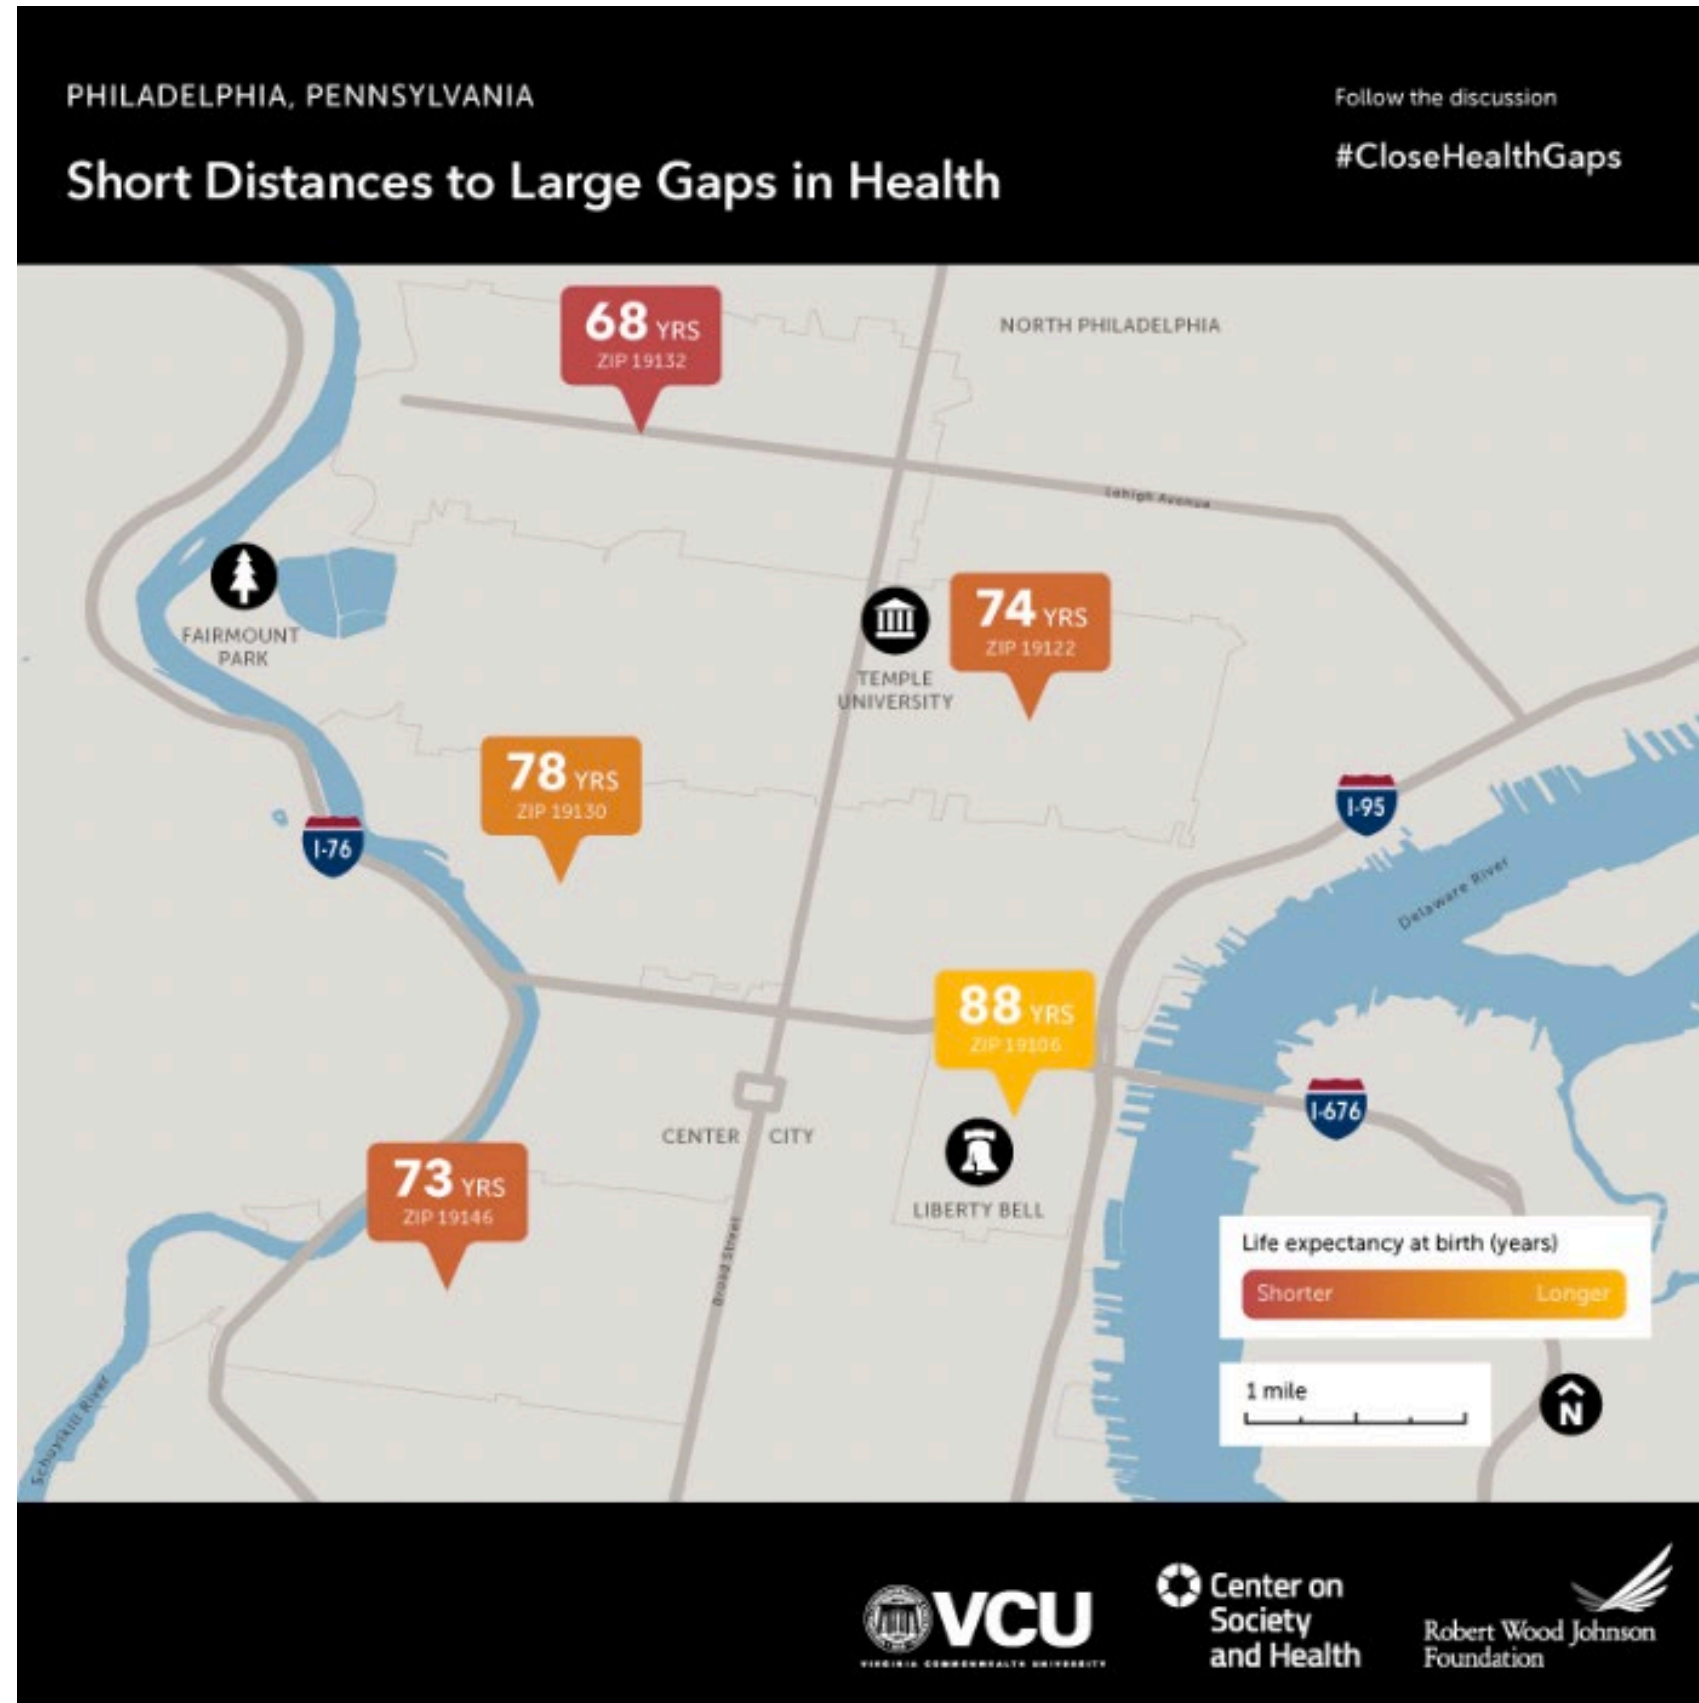 PHILADELPHIA, PENNSYLVANIA
Short Distances to Large Gaps in Health
Follow the discussion
#CloseHealthGaps
68 YRS
ZIP 19132
NORTH PHILADELPHIA
Lehigh Avenue
FAIRMOUNT
PARK
TEMPLE
UNIVERSITY
74 YRS
ZIP 19122
78 YRS
ZIP 19130
I-76
I-95
Delaware River
88 YRS
ZIP 19106
I-676
CENTER CITY
LIBERTY BELL
73 YRS
ZIP 19146
Broad Street
Schuylkill River
Life expectancy at birth (years)
Shorter Longer
1 mile
N
VCU
VIRGINIA COMMONWEALTH UNIVERSITY
Center on
Society
and Health
Robert Wood Johnson
Foundation